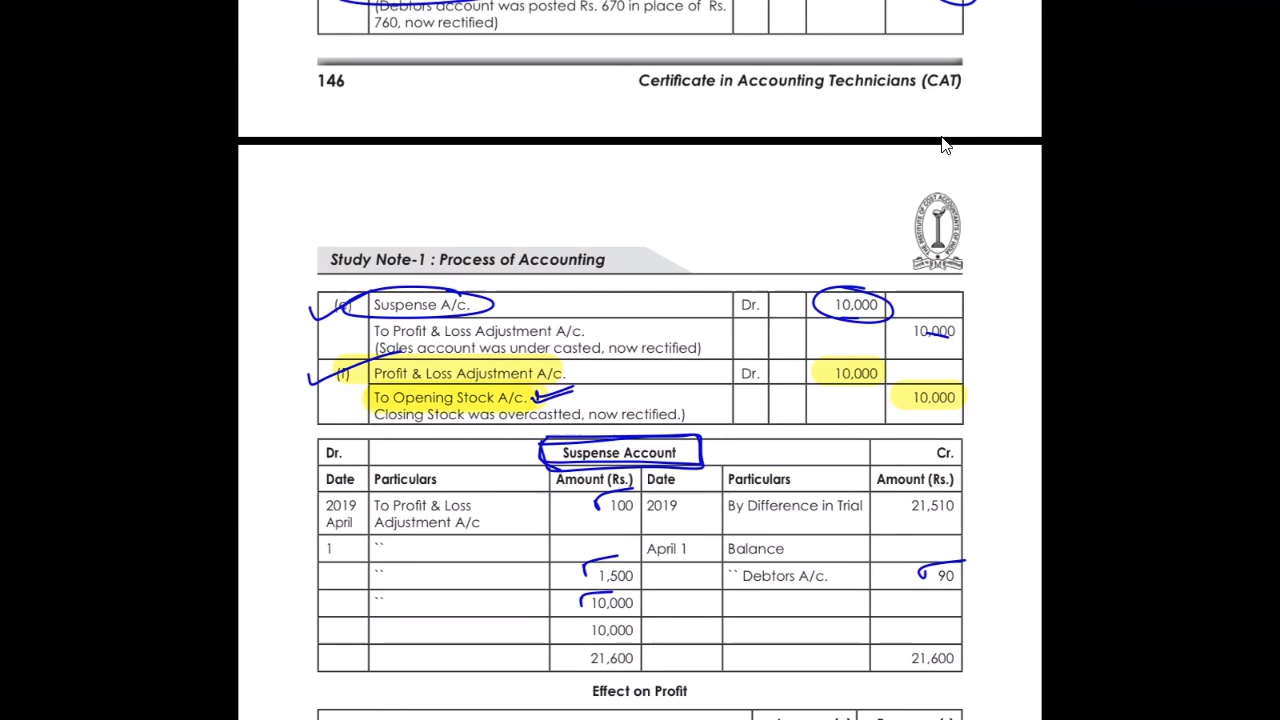 (Debtors account was posted Rs. 670 in place of Rs.
760, now rectified)
146 Certificate in Accounting Technicians (CAT)
Study Note-1 : Process of Accounting
(e) Suspense A/c. Dr. 10,000
To Profit & Loss Adjustment A/c. 10,000
(Sales account was under casted, now rectified)
(f) Profit & Loss Adjustment A/c. Dr. 10,000
To Opening Stock A/c. 10,000
Closing Stock was overcastted, now rectified.)
Dr. Suspense Account Cr.
Date Particulars Amount (Rs.) Date Particulars Amount (Rs.)
2019 To Profit & Loss 100 2019 By Difference in Trial 21,510
April Adjustment A/c
1 `` April 1 Balance
`` 1,500 `` Debtors A/c. 90
`` 10,000
10,000
21,600 21,600
Effect on Profit